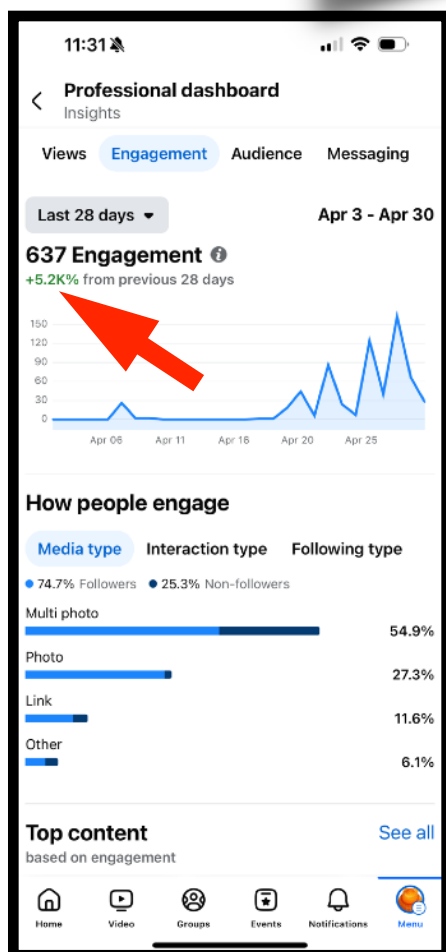 11:31
Professional dashboard
Insights
Views Engagement Audience Messaging
Last 28 days Apr 3 - Apr 30
637 Engagement
+5.2K% from previous 28 days
150
120
90
60
30
0
Apr 06 Apr 11 Apr 16 Apr 20 Apr 25
How people engage
Media type Interaction type Following type
74.7% Followers 25.3% Non-followers
Multi photo
54.9%
Photo
27.3%
Link
11.6%
Other
6.1%
Top content See all
based on engagement
Home Video Groups Events Notifications Menu